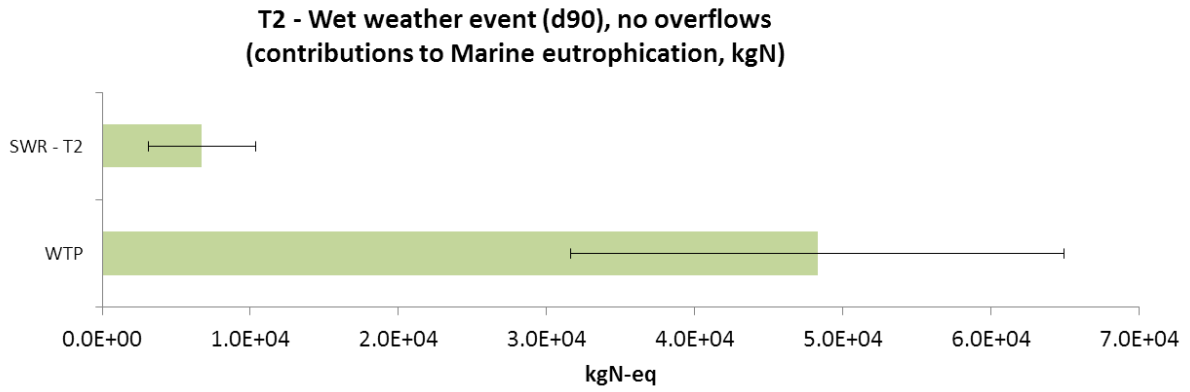 T2 - Wet weather event (d90), no overflows
(contributions to Marine eutrophication, kgN)
SWR - T2
WTP
0.0E+00 1.0E+04 2.0E+04 3.0E+04 4.0E+04 5.0E+04 6.0E+04 7.0E+04
kgN-eq